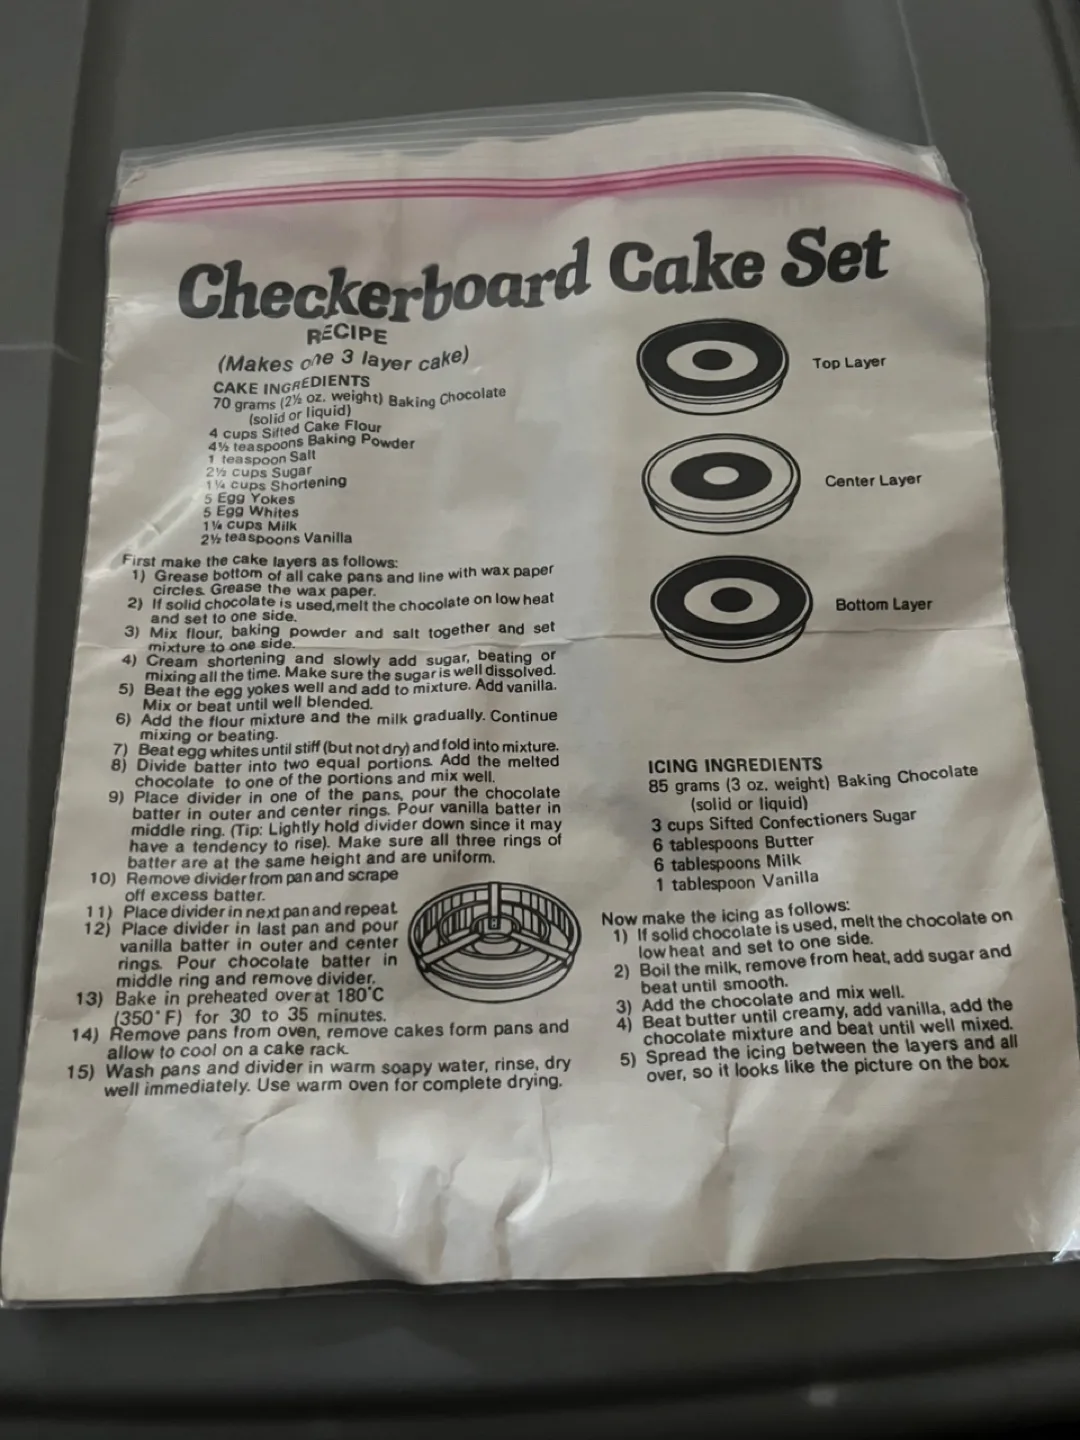 Checkerboard Cake Set
RECIPE
(Makes one 3 layer cake)
CAKE INGREDIENTS
70 grams (2½ oz. weight) Baking Chocolate
(solid or liquid)
4 cups Sifted Cake Flour
4½ teaspoons Baking Powder
1 teaspoon Salt
2½ cups Sugar
1¼ cups Shortening
5 Egg Yokes
5 Egg Whites
1¼ cups Milk
2½ teaspoons Vanilla
First make the cake layers as follows:
1) Grease bottom of all cake pans and line with wax paper
circles. Grease the wax paper.
2) If solid chocolate is used, melt the chocolate on low heat
and set to one side.
3) Mix flour, baking powder and salt together and set
mixture to one side.
4) Cream shortening and slowly add sugar, beating or
mixing all the time. Make sure the sugar is well dissolved.
5) Beat the egg yokes well and add to mixture. Add vanilla.
Mix or beat until well blended.
6) Add the flour mixture and the milk gradually. Continue
mixing or beating.
7) Beat egg whites until stiff (but not dry) and fold into mixture.
8) Divide batter into two equal portions. Add the melted
chocolate to one of the portions and mix well.
9) Place divider in one of the pans, pour the chocolate
batter in outer and center rings. Pour vanilla batter in
middle ring. (Tip: Lightly hold divider down since it may
have a tendency to rise). Make sure all three rings of
batter are at the same height and are uniform.
10) Remove divider from pan and scrape
off excess batter.
11) Place divider in next pan and repeat.
12) Place divider in last pan and pour
vanilla batter in outer and center
rings. Pour chocolate batter in
middle ring and remove divider.
13) Bake in preheated over at 180°C
(350°F) for 30 to 35 minutes.
14) Remove pans from oven, remove cakes form pans and
allow to cool on a cake rack.
15) Wash pans and divider in warm soapy water, rinse, dry
well immediately. Use warm oven for complete drying.
Top Layer
Center Layer
Bottom Layer
ICING INGREDIENTS
85 grams (3 oz. weight) Baking Chocolate
(solid or liquid)
3 cups Sifted Confectioners Sugar
6 tablespoons Butter
6 tablespoons Milk
1 tablespoon Vanilla
Now make the icing as follows:
1) If solid chocolate is used, melt the chocolate on
low heat and set to one side.
2) Boil the milk, remove from heat, add sugar and
beat until smooth.
3) Add the chocolate and mix well.
4) Beat butter until creamy, add vanilla, add the
chocolate mixture and beat until well mixed.
5) Spread the icing between the layers and all
over, so it looks like the picture on the box.